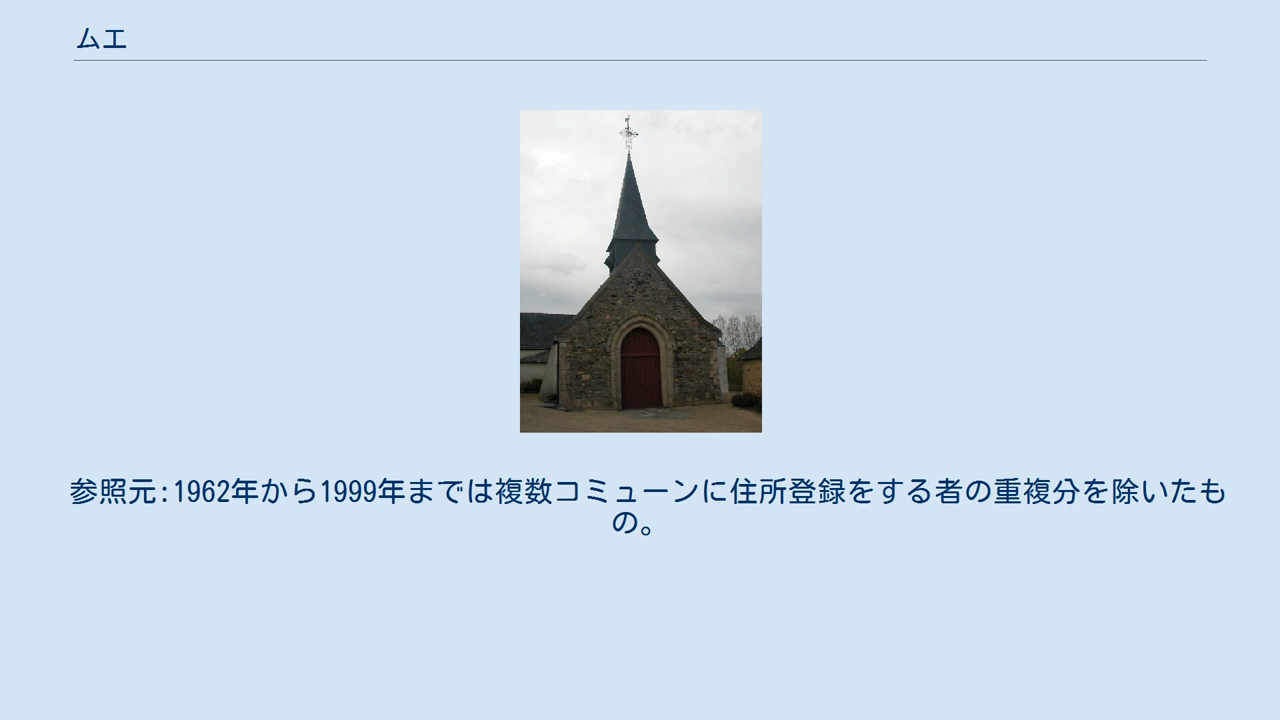 ムエ
参照元:1962年から1999年までは複数コミューンに住所登録をする者の重複分を除いたも
の。